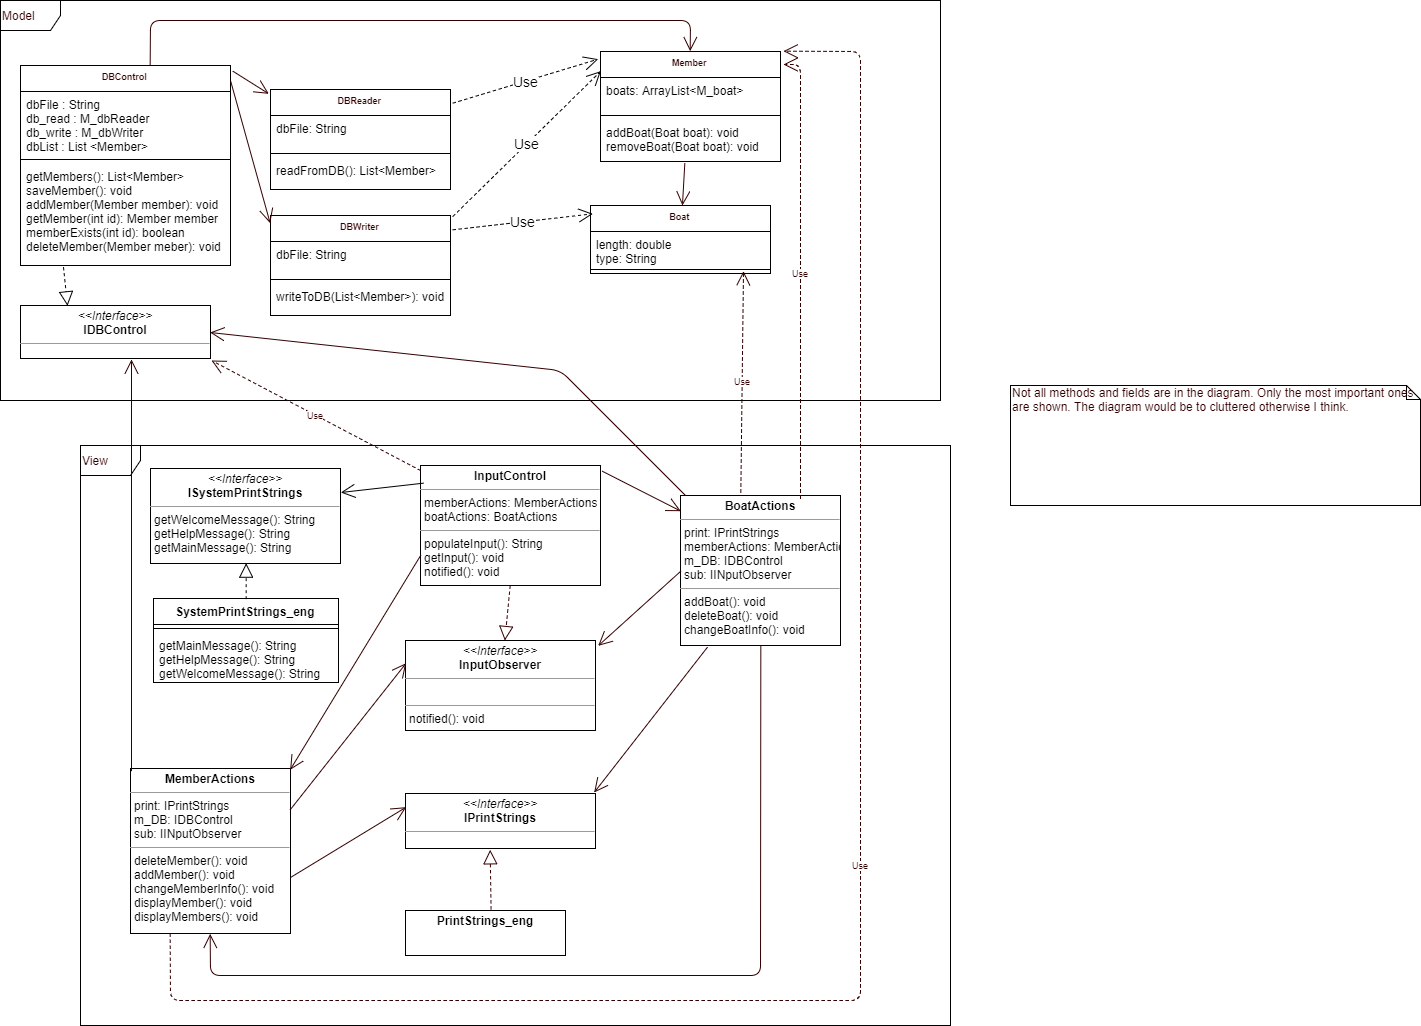 Model
DBControl
dbFile : String
db_read : M_dbReader
db_write : M_dbWriter
dbList : List <Member>
getMembers(): List<Member>
saveMember(): void
addMember(Member member): void
getMember(int id): Member member
memberExists(int id): boolean
deleteMember(Member meber): void
DBReader
dbFile: String
readFromDB(): List<Member>
DBWriter
dbFile: String
writeToDB(List<Member>): void
Use
Use
Use
Member
boats: ArrayList<M_boat>
addBoat(Boat boat): void
removeBoat(Boat boat): void
Boat
length: double
type: String
Use
<<Interface>>
IDBControl
Use
Use
Not all methods and fields are in the diagram. Only the most important ones
are shown. The diagram would be to cluttered otherwise I think.
View
<<Interface>>
ISystemPrintStrings
getWelcomeMessage(): String
getHelpMessage(): String
getMainMessage(): String
SystemPrintStrings_eng
getMainMessage(): String
getHelpMessage(): String
getWelcomeMessage(): String
InputControl
memberActions: MemberActions
boatActions: BoatActions
populateInput(): String
getInput(): void
notified(): void
BoatActions
print: IPrintStrings
memberActions: MemberActi
m_DB: IDBControl
sub: IINputObserver
addBoat(): void
deleteBoat(): void
changeBoatInfo(): void
<<Interface>>
InputObserver
notified(): void
MemberActions
print: IPrintStrings
m_DB: IDBControl
sub: IINputObserver
deleteMember(): void
addMember(): void
changeMemberInfo(): void
displayMember(): void
displayMembers(): void
<<Interface>>
IPrintStrings
PrintStrings_eng
Use